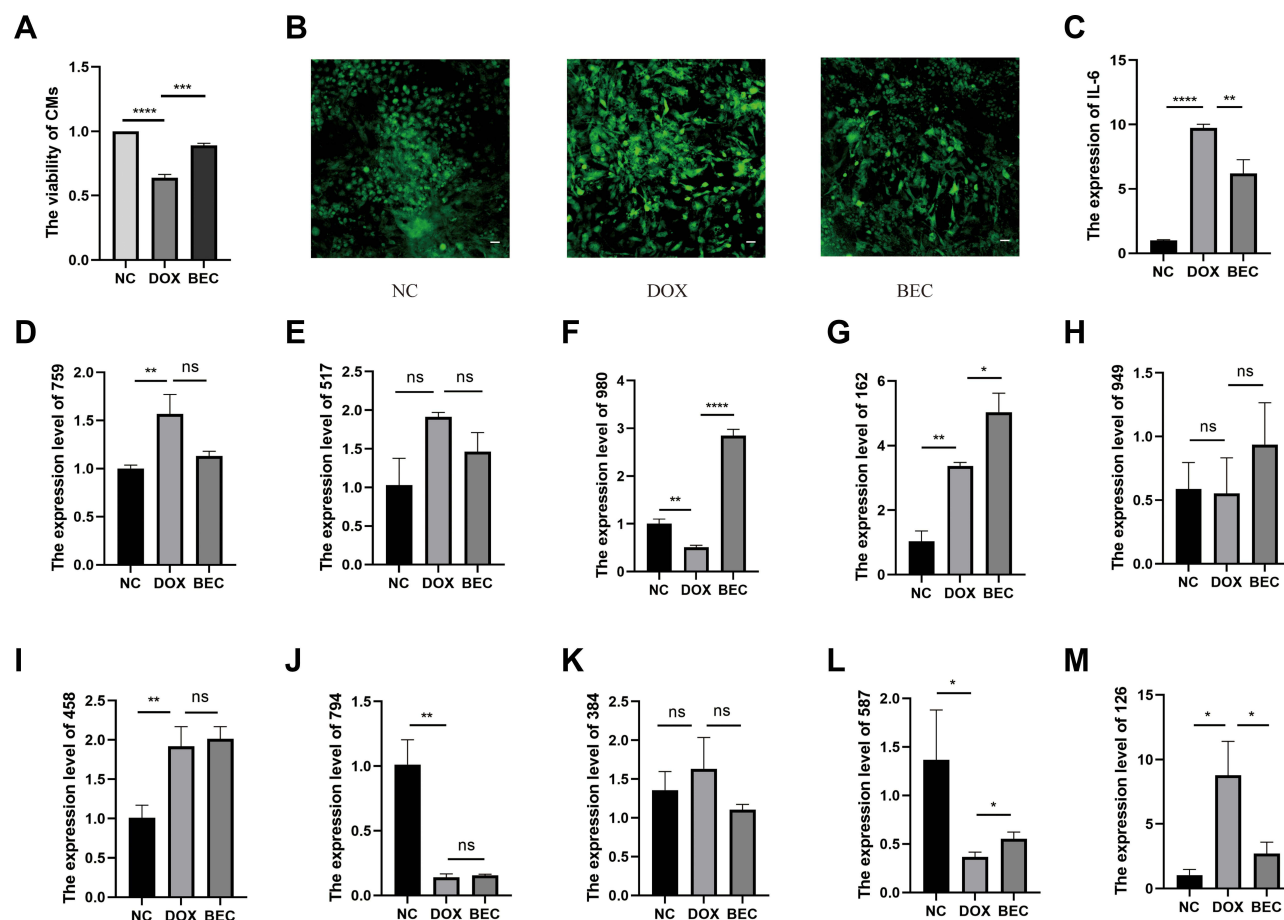 A
The viability of CMs
1.5
1.0
0.5
0.0
****
***
NC DOX BEC
B
NC
DOX
BEC
C
The expression of IL-6
15
10
5
0
****
**
NC DOX BEC
D
The expression level of 759
2.0
1.5
1.0
0.5
0.0
**
ns
NC DOX BEC
E
The expression level of 517
2.5
2.0
1.5
1.0
0.5
0.0
ns
ns
NC DOX BEC
F
The expression level of 980
4
3
2
1
0
**
****
NC DOX BEC
G
The expression level of 162
6
4
2
0
**
*
NC DOX BEC
H
The expression level of 949
1.5
1.0
0.5
0.0
ns
ns
NC DOX BEC
I
The expression level of 458
2.5
2.0
1.5
1.0
0.5
0.0
**
ns
NC DOX BEC
J
The expression level of 794
1.5
1.0
0.5
0.0
**
ns
NC DOX BEC
K
The expression level of 384
2.5
2.0
1.5
1.0
0.5
0.0
ns
ns
NC DOX BEC
L
The expression level of 587
2.0
1.5
1.0
0.5
0.0
*
*
NC DOX BEC
M
The expression level of 126
15
10
5
0
*
*
NC DOX BEC